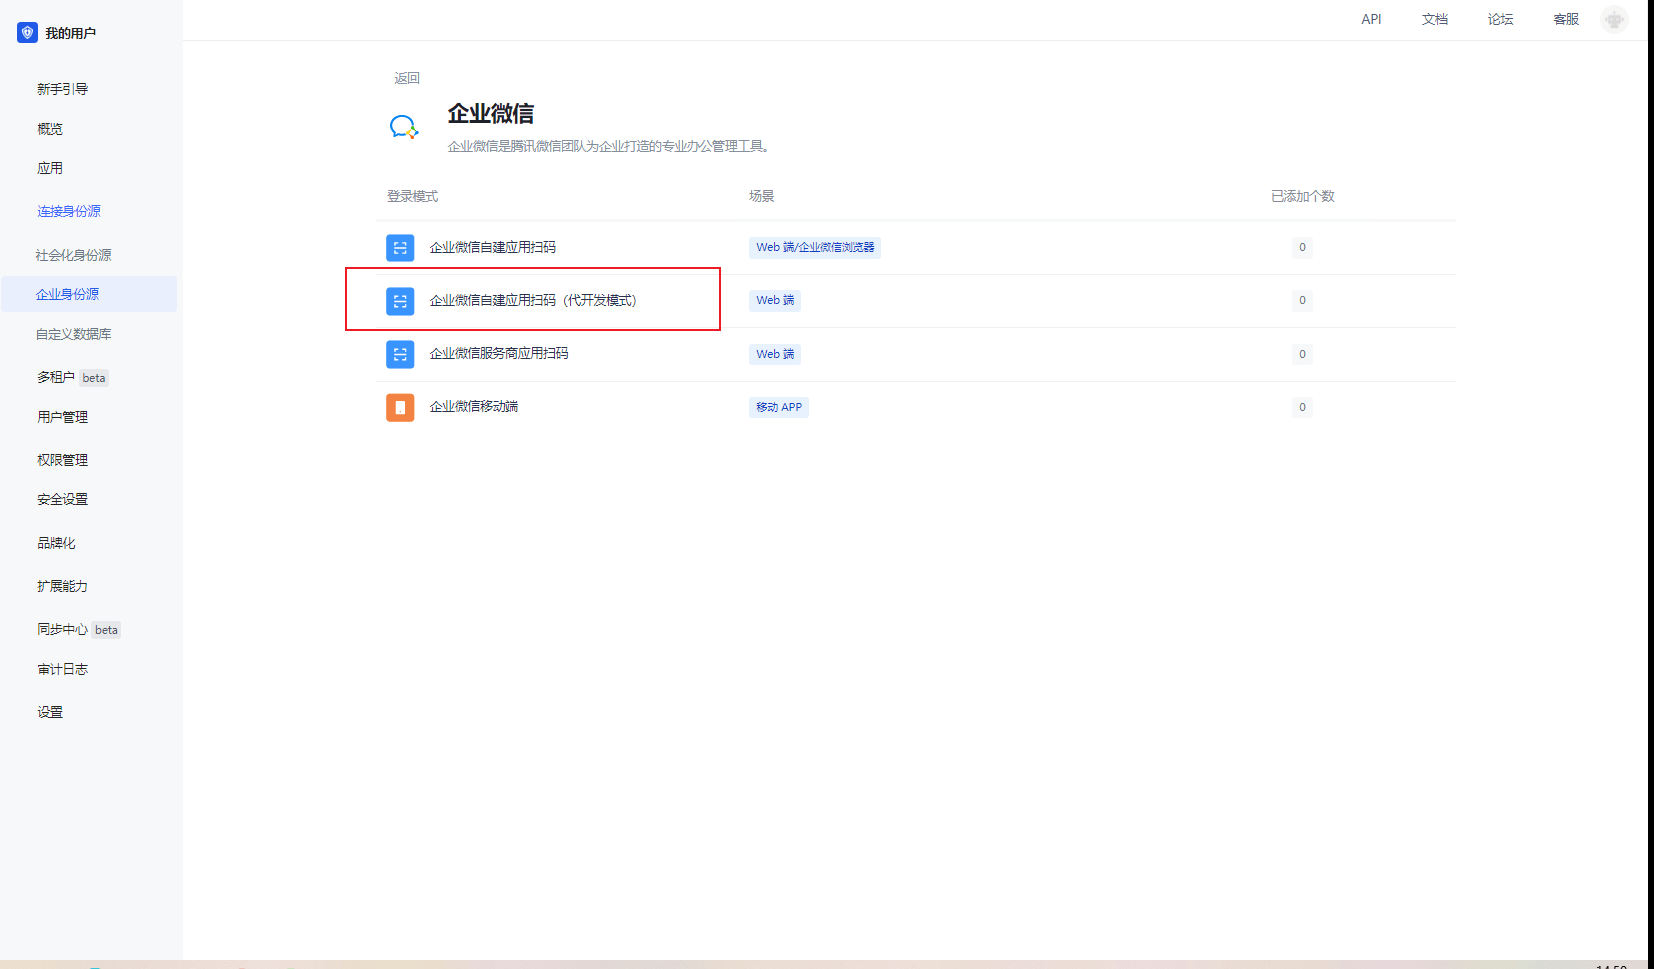 我的用户
API 文档 论坛 客服
新手引导
概览
应用
连接身份源
社会化身份源
企业身份源
自定义数据库
多租户 beta
用户管理
权限管理
安全设置
品牌化
扩展能力
同步中心 beta
审计日志
设置
返回
企业微信
企业微信是腾讯微信团队为企业打造的专业办公管理工具。
登录模式 场景 已添加个数
企业微信自建应用扫码 Web 端/企业微信浏览器 0
企业微信自建应用扫码（代开发模式） Web 端 0
企业微信服务商应用扫码 Web 端 0
企业微信移动端 移动 APP 0